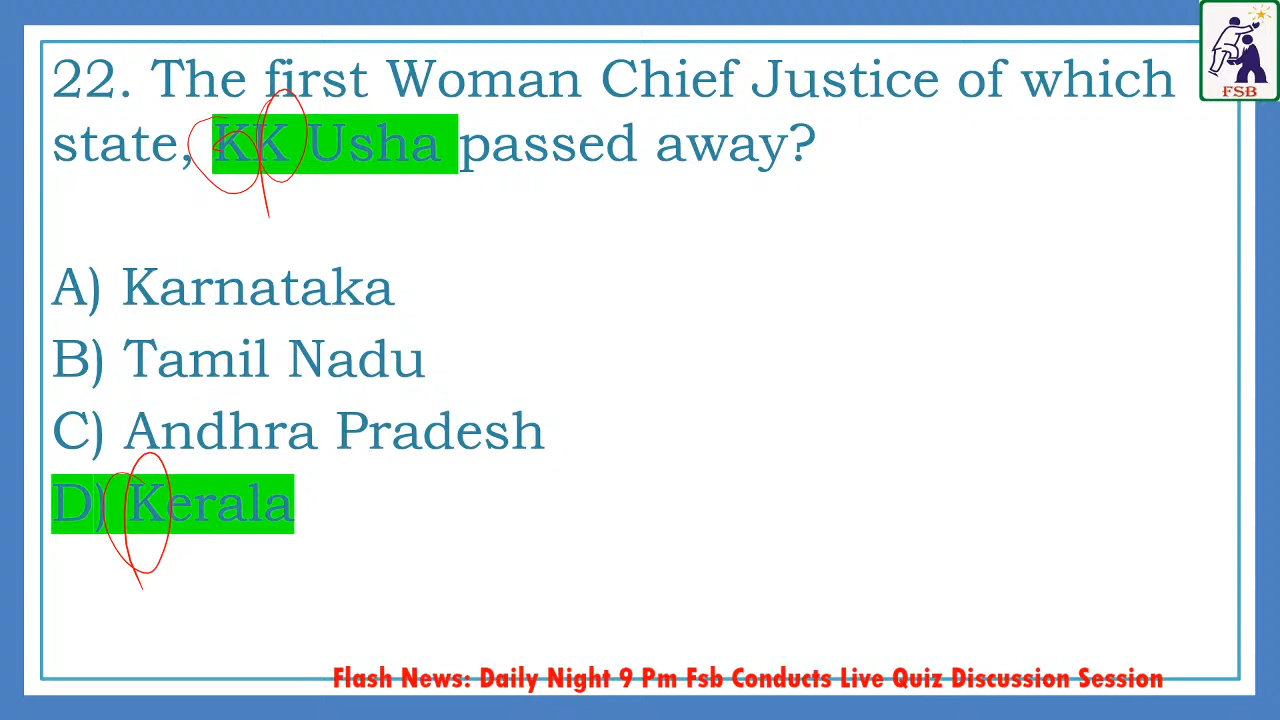 22. The first Woman Chief Justice of which
state, KK Usha passed away?
A) Karnataka
B) Tamil Nadu
C) Andhra Pradesh
D) Kerala
Flash News: Daily Night 9 Pm Fsb Conducts Live Quiz Discussion Session
FSB